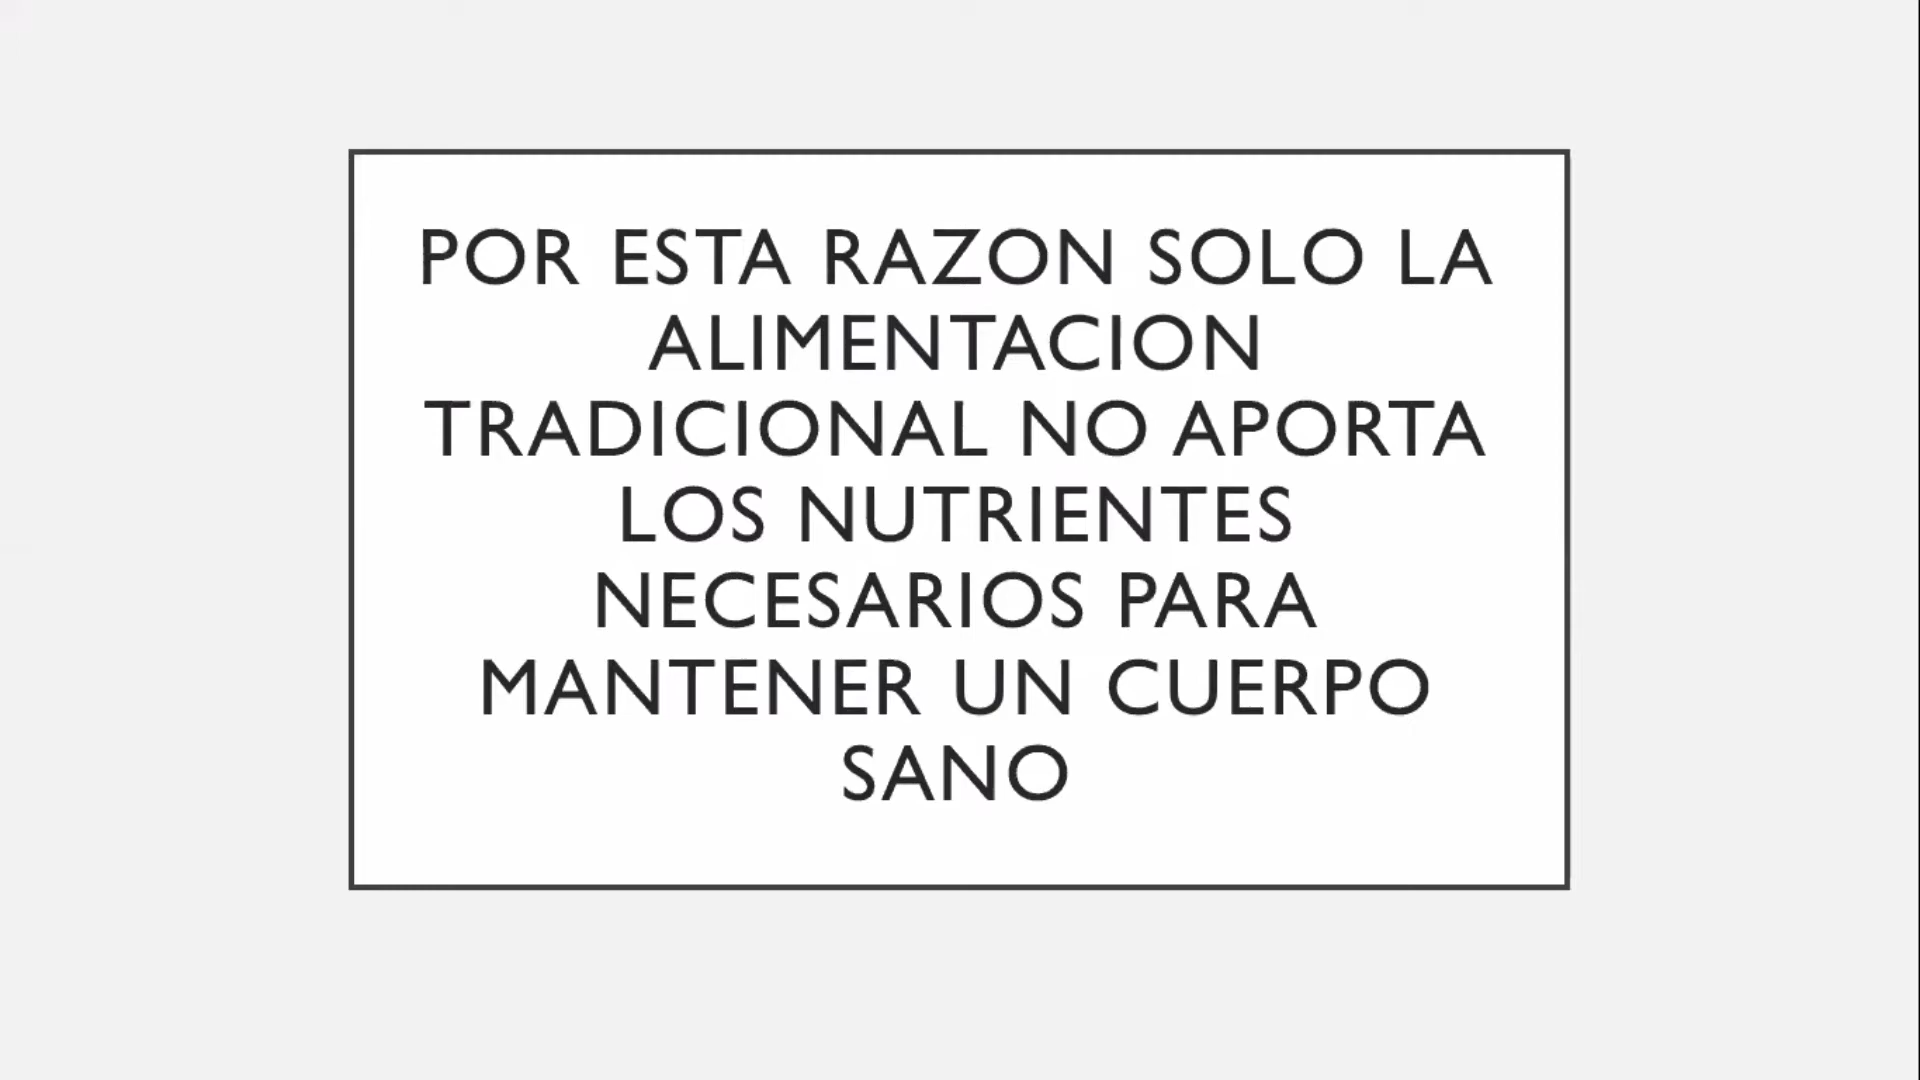 POR ESTA RAZON SOLO LA
ALIMENTACION
TRADICIONAL NO APORTA
LOS NUTRIENTES
NECESARIOS PARA
MANTENER UN CUERPO
SANO